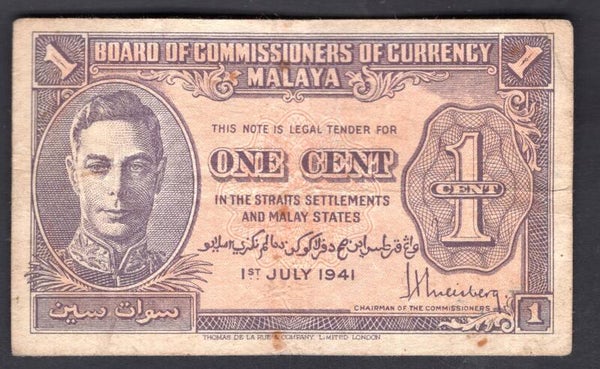 1 BOARD OF COMMISSIONERS OF CURRENCY 1
MALAYA
THIS NOTE IS LEGAL TENDER FOR
ONE CENT
IN THE STRAITS SETTLEMENTS
AND MALAY STATES
1ST JULY 1941
1
CENT
CHAIRMAN OF THE COMMISSIONERS
سوات سين
1
THOMAS DE LA RUE & COMPANY, LIMITED LONDON